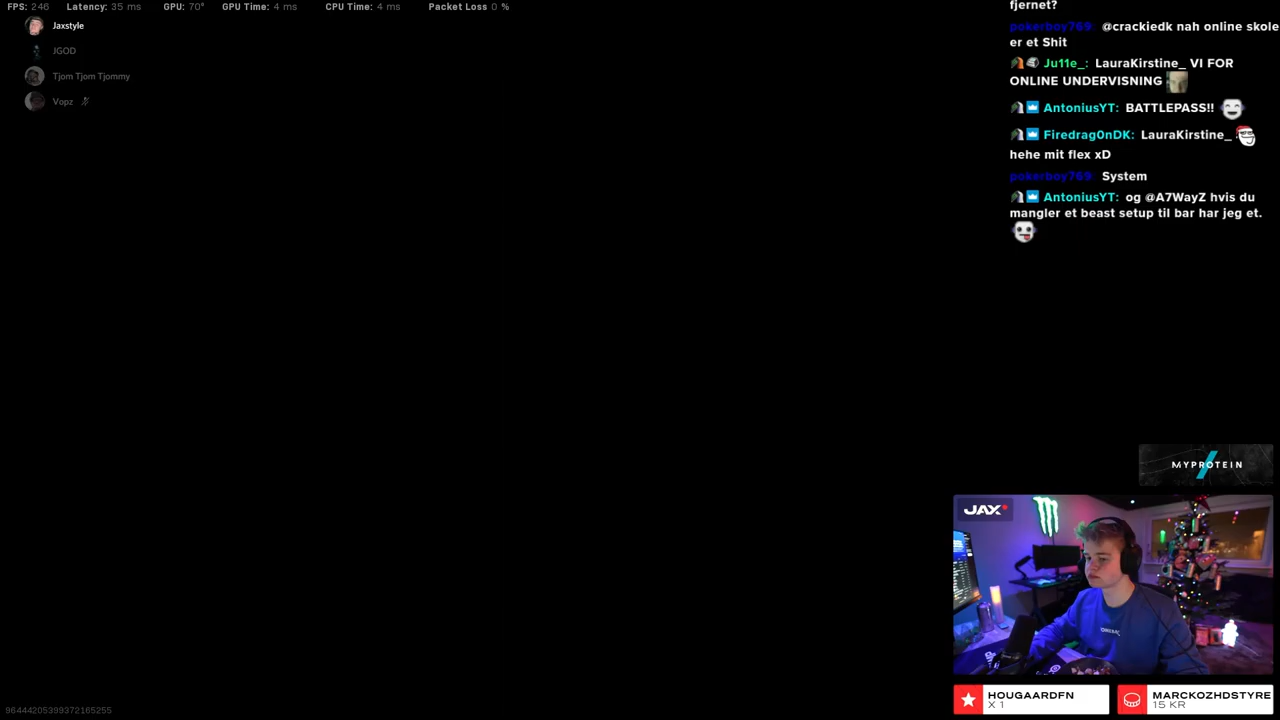 FPS: 246 Latency: 35 ms GPU: 70° GPU Time: 4 ms CPU Time: 4 ms Packet Loss 0 %
Jaxstyle
JGOD
Tjom Tjom Tjommy
Vopz
fjernet?
pokerboy769: @crackiedk nah online skole
er et Shit
Ju11e_: LauraKirstine_ VI FOR
ONLINE UNDERVISNING
AntoniusYT: BATTLEPASS!!
Firedrag0nDK: LauraKirstine_
hehe mit flex xD
pokerboy769: System
AntoniusYT: og @A7WayZ hvis du
mangler et beast setup til bar har jeg et.
MYPROTEIN
JAX
HOUGAARDFN
X 1
MARCKOZHDSTYRE
15 KR
96444205399372165255